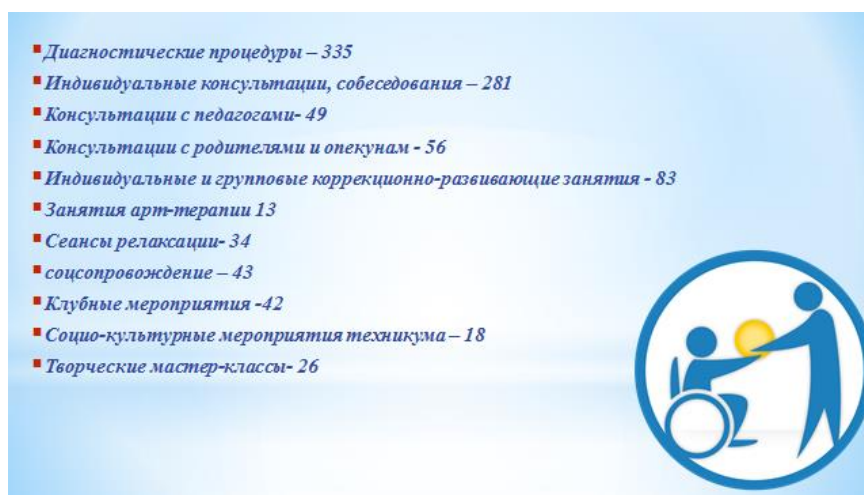 Диагностические процедуры – 335
Индивидуальные консультации, собеседования – 281
Консультации с педагогами- 49
Консультации с родителями и опекунам - 56
Индивидуальные и групповые коррекционно-развивающие занятия - 83
Занятия арт-терапии 13
Сеансы релаксации- 34
соцсопровождение – 43
Клубные мероприятия -42
Социо-культурные мероприятия техникума – 18
Творческие мастер-классы- 26